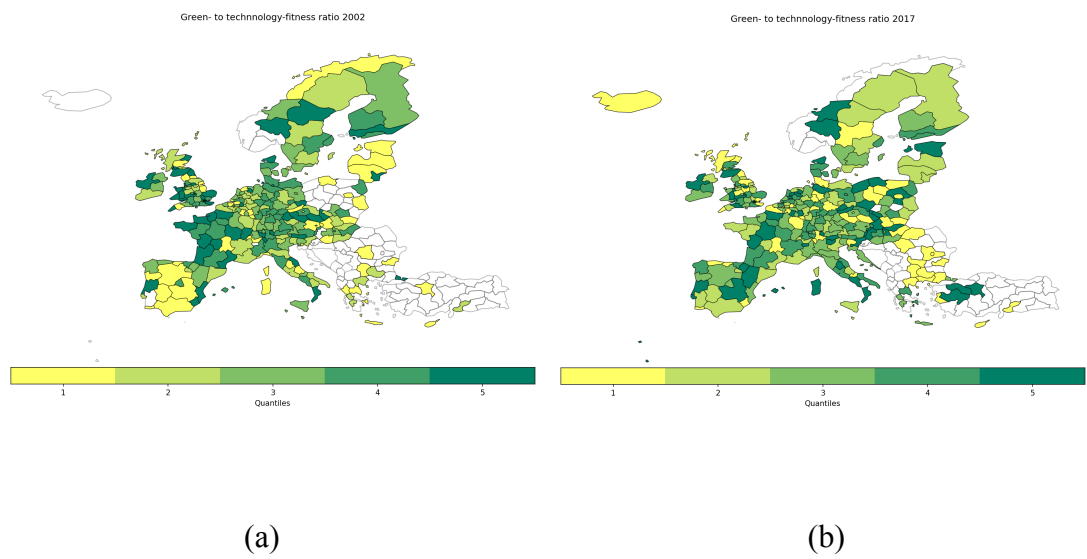 Green- to technnology-fitness ratio 2002
Green- to technnology-fitness ratio 2017
1 2 3 4 5
Quantiles
1 2 3 4 5
Quantiles
(a)
(b)